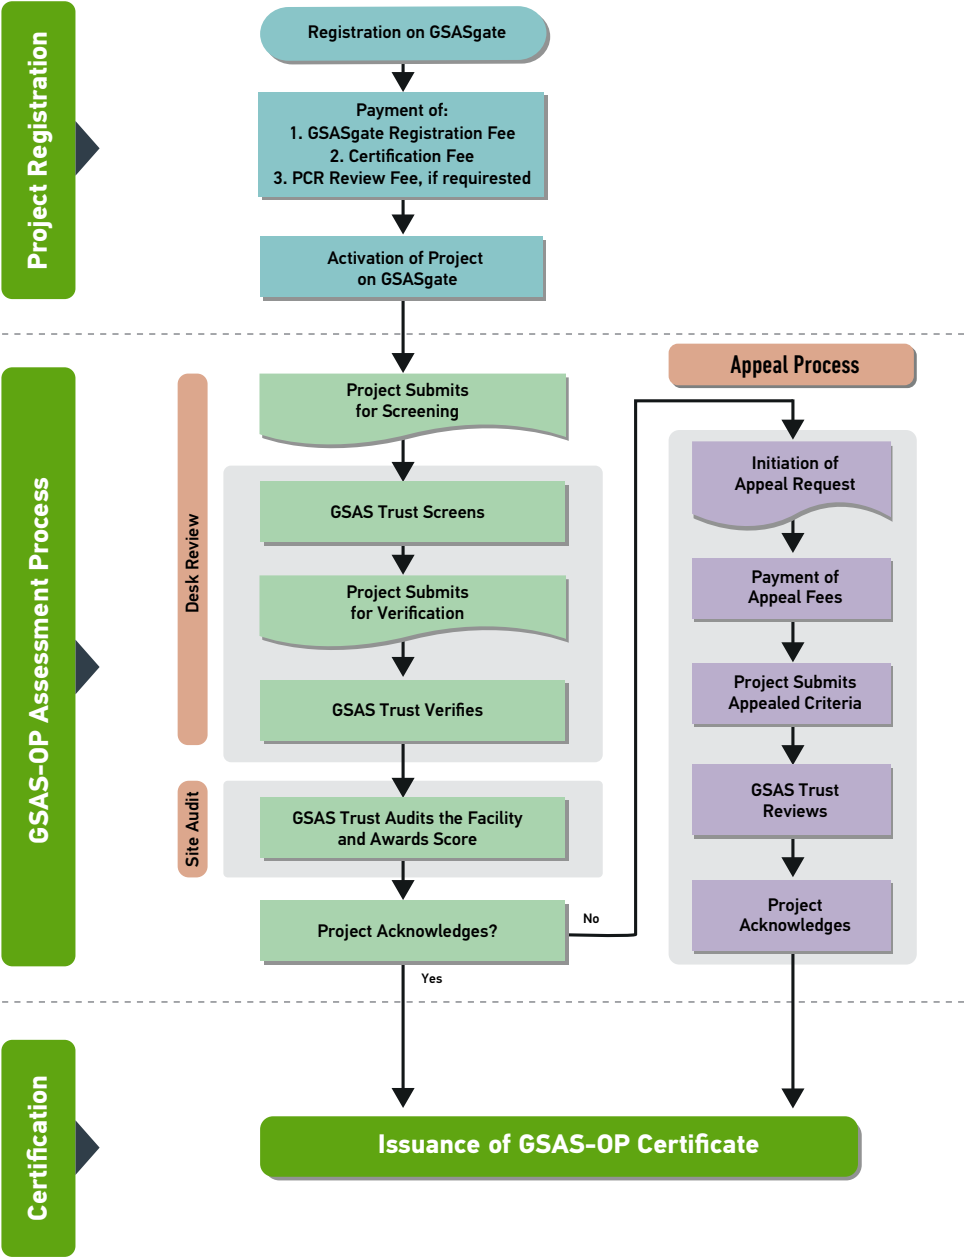 Project Registration
Registration on GSASgate
Payment of:
1. GSASgate Registration Fee
2. Certification Fee
3. PCR Review Fee, if requirested
Activation of Project
on GSASgate
GSAS-OP Assessment Process
Desk Review
Project Submits
for Screening
GSAS Trust Screens
Project Submits
for Verification
GSAS Trust Verifies
Site Audit
GSAS Trust Audits the Facility
and Awards Score
Project Acknowledges?
No
Yes
Appeal Process
Initiation of
Appeal Request
Payment of
Appeal Fees
Project Submits
Appealed Criteria
GSAS Trust
Reviews
Project
Acknowledges
Certification
Issuance of GSAS-OP Certificate